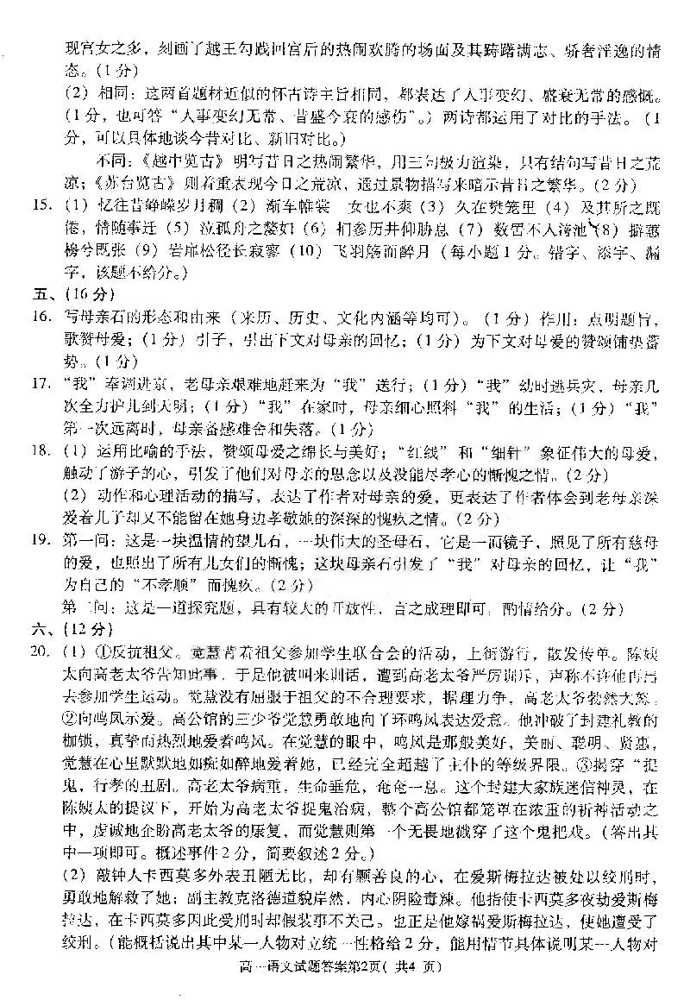 现宫女之多，刻画了越王勾践回宫后的热闹欢腾的场面及其踌躇满志、骄奢淫逸的情
态。（1 分）
（2）相同：这两首题材近似的怀古诗主旨相同，都表达了人事变幻、盛衰无常的感慨。
（1 分，也可答“人事变幻无常、昔盛今衰的感伤”。）两诗都运用了对比的手法。（1
分，可以具体地谈今昔对比、新旧对比。）
不同：《越中览古》明写昔日之热闹繁华，用三句极力渲染，只有结句写昔日之荒
凉；《苏台览古》则着重表现今日之荒凉，通过景物描写来暗示昔日之繁华。（2 分）
15.（1）忆往昔峥嵘岁月稠（2）渐车帷裳　女也不爽（3）久在樊笼里（4）及其所之既
倦，情随事迁（5）泣孤舟之嫠妇（6）扪参历井仰胁息（7）数罟不入洿池（8）擗蕙
櫋兮既张（9）岩扉松径长寂寥（10）飞羽觞而醉月（每小题 1 分。错字、添字、漏
字，该题不给分。）
五、（16 分）
16. 写母亲石的形态和由来（来历、历史、文化内涵等均可）。（1 分）作用：点明题旨，
歌赞母爱；（1 分）引子，引出下文对母亲的回忆；（1 分）为下文对母爱的赞颂铺垫蓄
势。（1 分）
17. “我”奉调进京，老母亲艰难地赶来为“我”送行；（1 分）“我”幼时逃兵灾，母亲几
次全力护儿到天明；（1 分）“我”在家时，母亲细心照料“我”的生活；（1 分）“我”
第一次远离时，母亲备感难舍和失落。（1 分）
18.（1）运用比喻的手法，赞颂母爱之绵长与美好；“红线”和“细针”象征伟大的母爱，
触动了游子的心，引发了他们对母亲的思念以及没能尽孝心的惭愧之情。（2 分）
（2）动作和心理活动的描写，表达了作者对母亲的爱，更表达了作者体会到老母亲深
爱着儿子却又不能留在她身边孝敬她的深深的愧疚之情。（2 分）
19. 第一问：这是一块温情的望儿石，一块伟大的圣母石，它是一面镜子，照见了所有慈母
的爱，也照出了所有儿女们的惭愧；这块母亲石引发了“我”对母亲的回忆，让“我”
为自己的“不孝顺”而愧疚。（2 分）
第二问：这是一道探究题，具有较大的开放性，言之成理即可，酌情给分。（2 分）
六、（12 分）
20.（1）①反抗祖父。觉慧背着祖父参加学生联合会的活动，上街游行，散发传单。陈姨
太向高老太爷告知此事，于是他被叫来训话，遭到高老太爷严厉训斥，声称不许他再出
去参加学生运动。觉慧没有屈服于祖父的不合理要求，据理力争，高老太爷勃然大怒。
②向鸣凤示爱。高公馆的三少爷觉慧勇敢地向丫环鸣凤表达爱意，他冲破了封建礼教的
枷锁，真挚而热烈地爱着鸣凤。在觉慧的眼中，鸣凤是那般美好，美丽、聪明、贤惠，
觉慧在心里默默地如痴如醉地爱着她，已经完全超越了主仆的等级界限。③揭穿“捉
鬼，行孝的丑剧。高老太爷病重，生命垂危，奄奄一息。这个封建大家族迷信神灵，在
陈姨太的提议下，开始为高老太爷捉鬼治病，整个高公馆都笼罩在浓重的祈神活动之
中，虔诚地企盼高老太爷的康复，而觉慧则第一个无畏地戳穿了这个鬼把戏。（答出其
中一项即可。概述事件 2 分，简要叙述 2 分。）
（2）敲钟人卡西莫多外表丑陋无比，却有颗善良的心，在爱斯梅拉达被处以绞刑时，
勇敢地解救了她；副主教克洛德道貌岸然，内心阴险毒辣。他指使卡西莫多夜劫爱斯梅
拉达，在卡西莫多因此受刑时却假装事不关己。也正是他嫁祸爱斯梅拉达，使她遭受了
绞刑。（能概括说出其中某一人物对立统一性格给 2 分，能用情节具体说明某一人物对
高一语文试题答案第2页（ 共4 页）